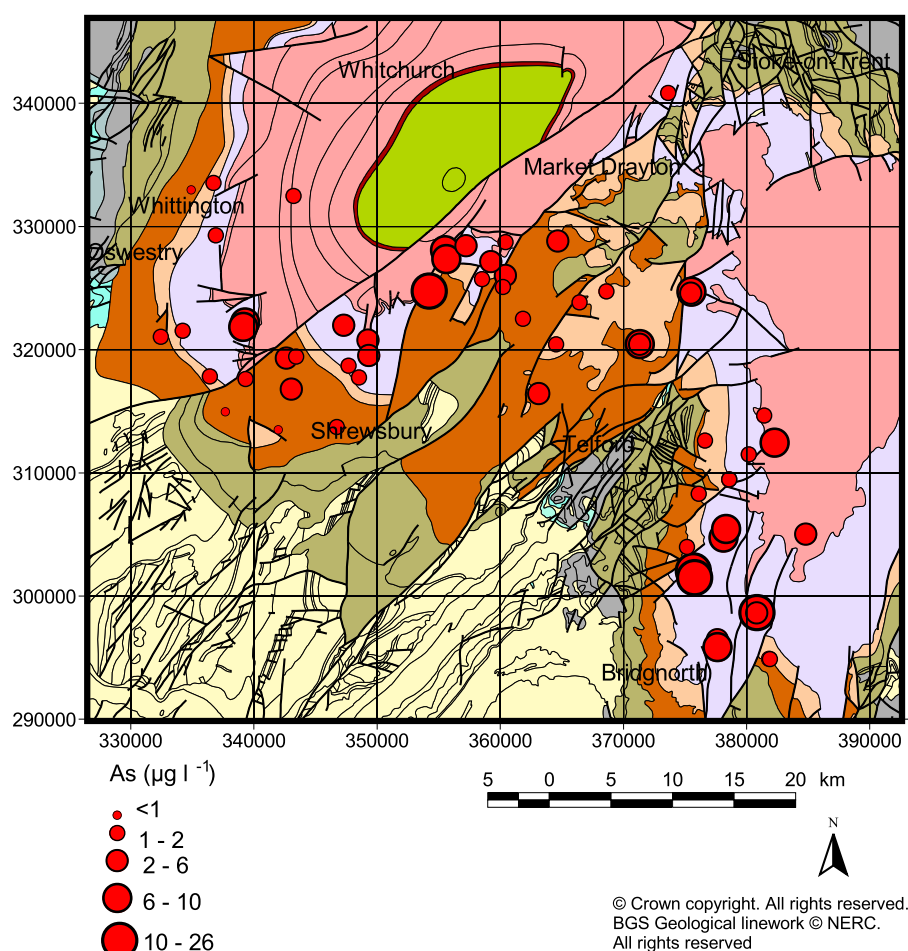 Whitchurch
Stoke-on-Trent
340000
Market Drayton
Whittington
330000
Oswestry
320000
Shrewsbury
Telford
310000
300000
Bridgnorth
290000
330000 340000 350000 360000 370000 380000 390000
As (µg l -1)
<1
1 - 2
2 - 6
6 - 10
10 - 26
5 0 5 10 15 20 km
N
© Crown copyright. All rights reserved.
BGS Geological linework © NERC.
All rights reserved